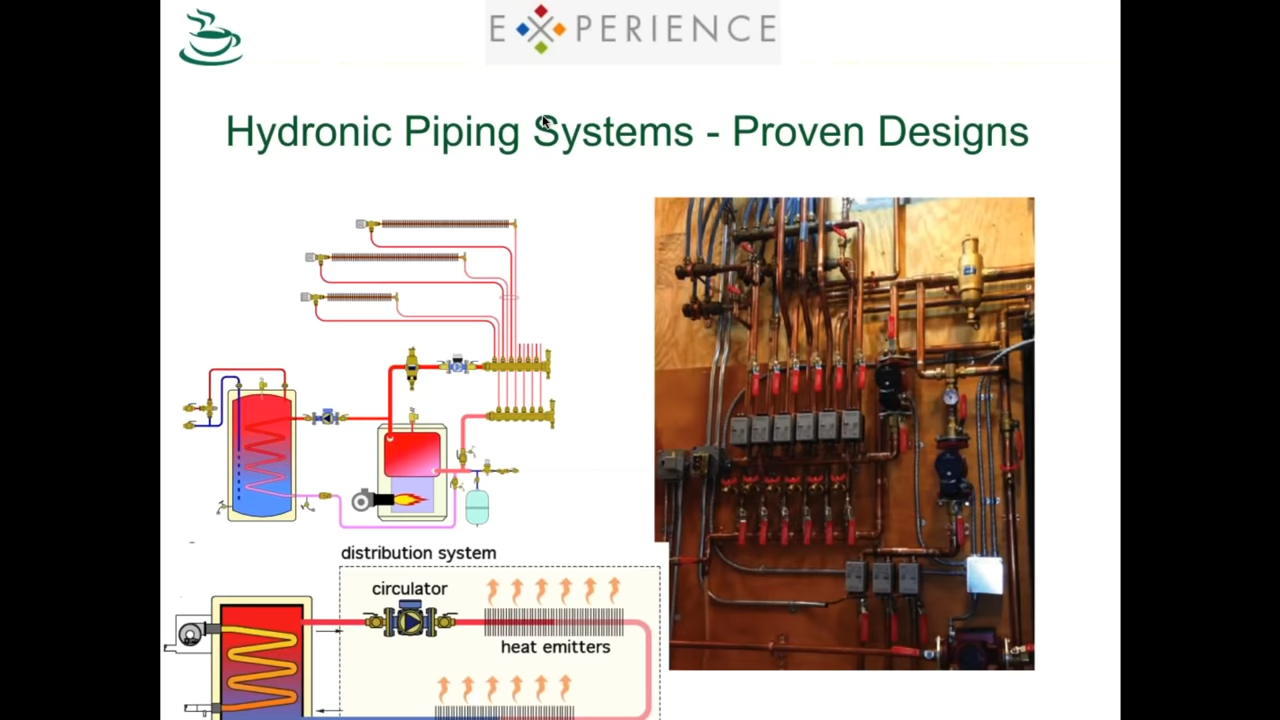 EXPERIENCE
Hydronic Piping Systems - Proven Designs
distribution system
circulator
heat emitters